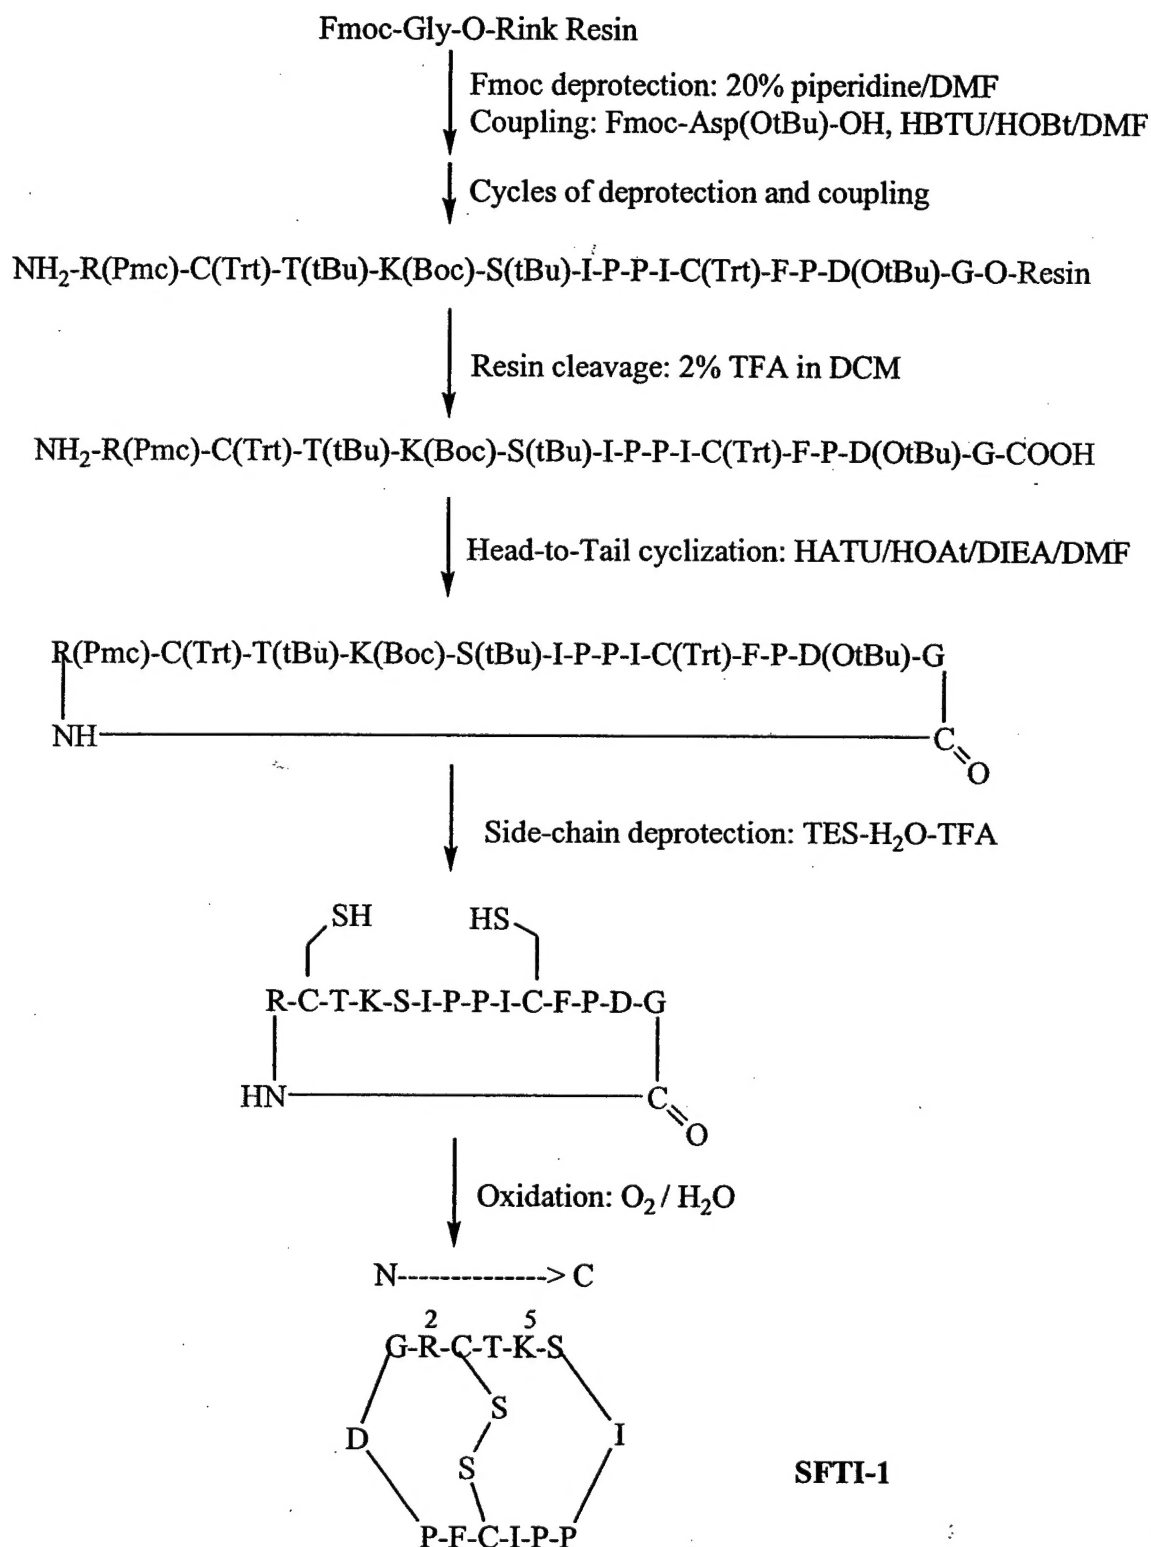 Fmoc-Gly-O-Rink Resin
Fmoc deprotection: 20% piperidine/DMF
Coupling: Fmoc-Asp(OtBu)-OH, HBTU/HOBt/DMF
Cycles of deprotection and coupling
NH2-R(Pmc)-C(Trt)-T(tBu)-K(Boc)-S(tBu)-I-P-P-I-C(Trt)-F-P-D(OtBu)-G-O-Resin
Resin cleavage: 2% TFA in DCM
NH2-R(Pmc)-C(Trt)-T(tBu)-K(Boc)-S(tBu)-I-P-P-I-C(Trt)-F-P-D(OtBu)-G-COOH
Head-to-Tail cyclization: HATU/HOAt/DIEA/DMF
R(Pmc)-C(Trt)-T(tBu)-K(Boc)-S(tBu)-I-P-P-I-C(Trt)-F-P-D(OtBu)-G
NH C
O
Side-chain deprotection: TES-H2O-TFA
SH HS
R-C-T-K-S-I-P-P-I-C-F-P-D-G
HN C
O
Oxidation: O2 / H2O
N---------------> C
2 5
G-R-C-T-K-S
S
D I
S
SFTI-1
P-F-C-I-P-P